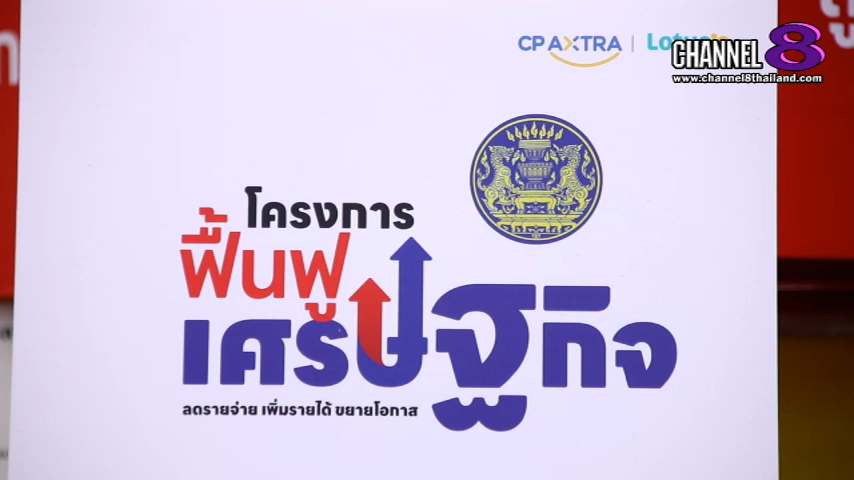 CP AXTRA | Lotus's
CHANNEL 8
www.channel8thailand.com
โครงการ
ฟื้นฟู
เศรษฐกิจ
ลดรายจ่าย เพิ่มรายได้ ขยายโอกาส